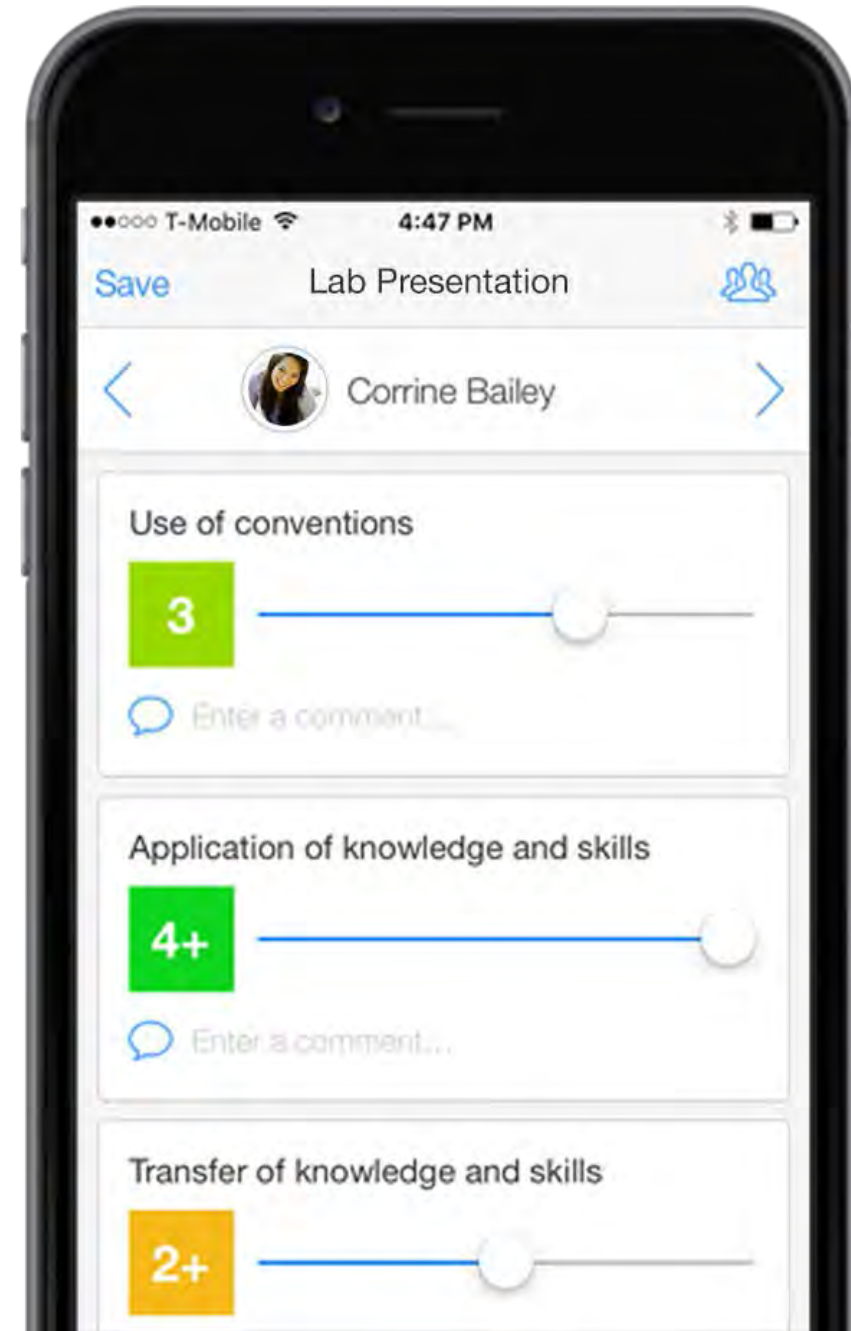 T-Mobile 4:47 PM
Save Lab Presentation
Corrine Bailey
Use of conventions
3
Enter a comment...
Application of knowledge and skills
4+
Enter a comment...
Transfer of knowledge and skills
2+